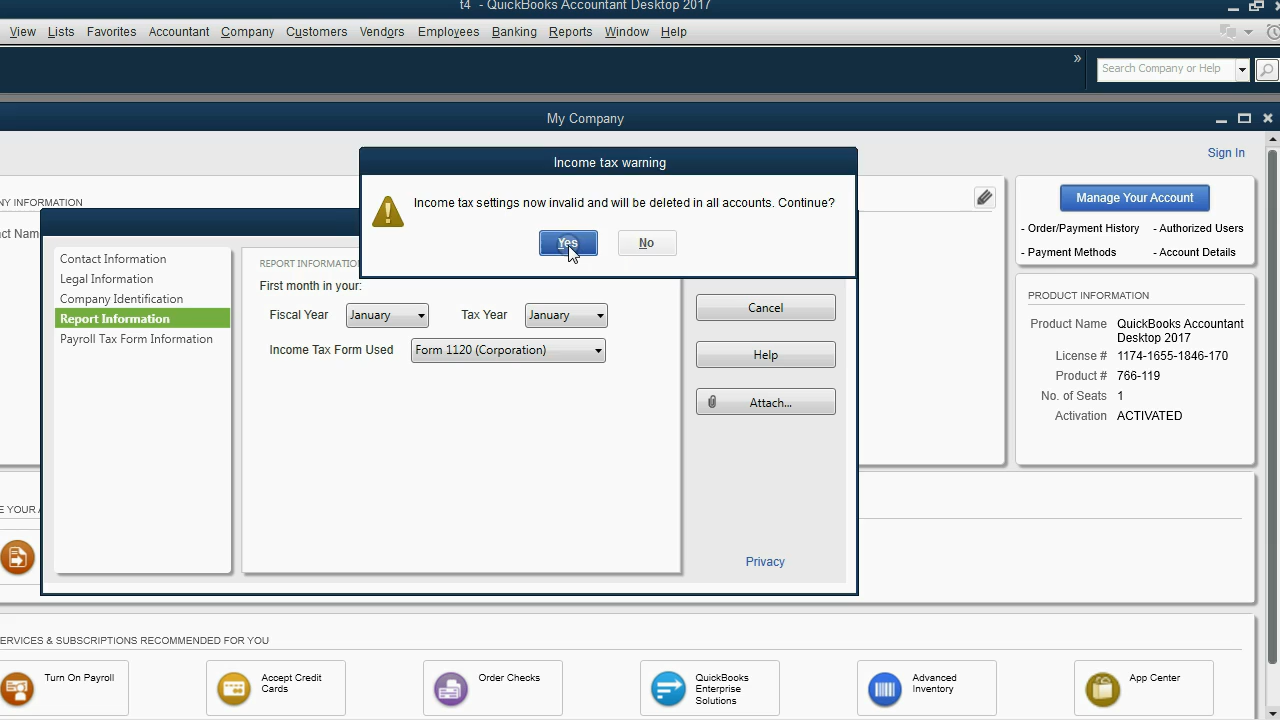 t4 - QuickBooks Accountant Desktop 2017
View Lists Favorites Accountant Company Customers Vendors Employees Banking Reports Window Help
»
Search Company or Help
My Company
Sign In
Income tax warning
Income tax settings now invalid and will be deleted in all accounts. Continue?
Yes No
NY INFORMATION
ct Nam
Manage Your Account
- Order/Payment History - Authorized Users
- Payment Methods - Account Details
Contact Information
Legal Information
Company Identification
Report Information
Payroll Tax Form Information
REPORT INFORMATIO
First month in your:
Fiscal Year January Tax Year January
Income Tax Form Used Form 1120 (Corporation)
Cancel
Help
Attach...
Privacy
PRODUCT INFORMATION
Product Name QuickBooks Accountant
Desktop 2017
License # 1174-1655-1846-170
Product # 766-119
No. of Seats 1
Activation ACTIVATED
E YOUR A
ERVICES & SUBSCRIPTIONS RECOMMENDED FOR YOU
Turn On Payroll
Accept Credit
Cards
Order Checks
QuickBooks
Enterprise
Solutions
Advanced
Inventory
App Center